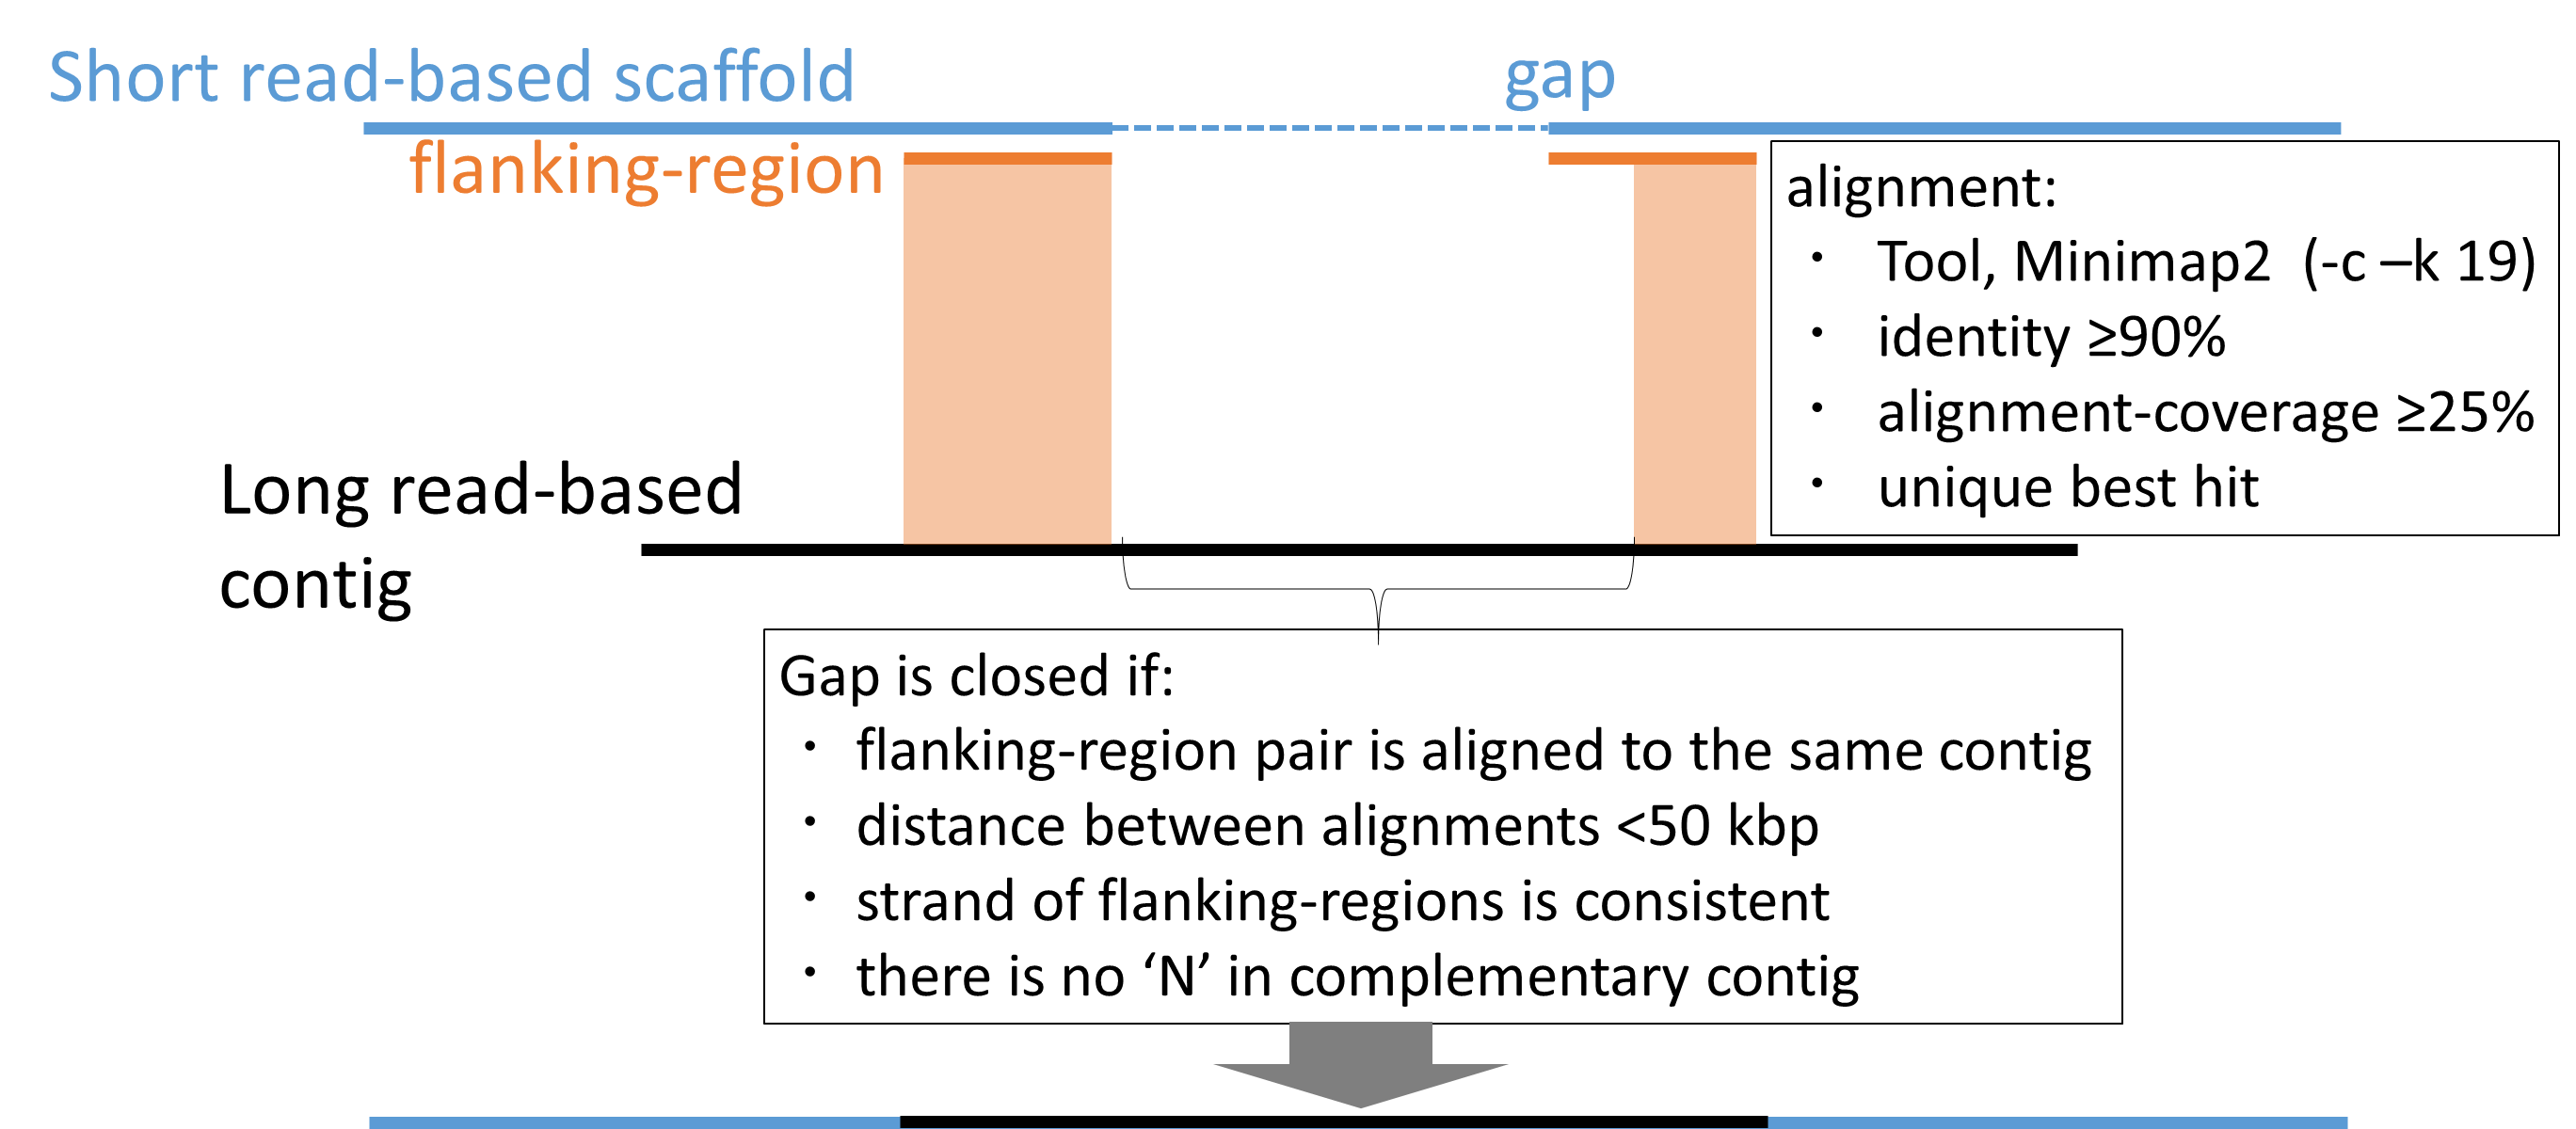 Short read-based scaffold
gap
flanking-region
alignment:
・ Tool, Minimap2 (-c –k 19)
・ identity ≥90%
・ alignment-coverage ≥25%
・ unique best hit
Long read-based
contig
Gap is closed if:
・ flanking-region pair is aligned to the same contig
・ distance between alignments <50 kbp
・ strand of flanking-regions is consistent
・ there is no ‘N’ in complementary contig